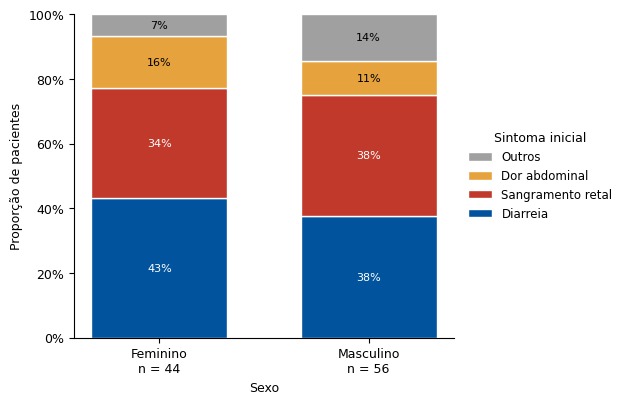 100%
80%
60%
40%
20%
0%
Proporção de pacientes
7%
16%
34%
43%
14%
11%
38%
38%
Feminino
n = 44
Masculino
n = 56
Sexo
Sintoma inicial
Outros
Dor abdominal
Sangramento retal
Diarreia